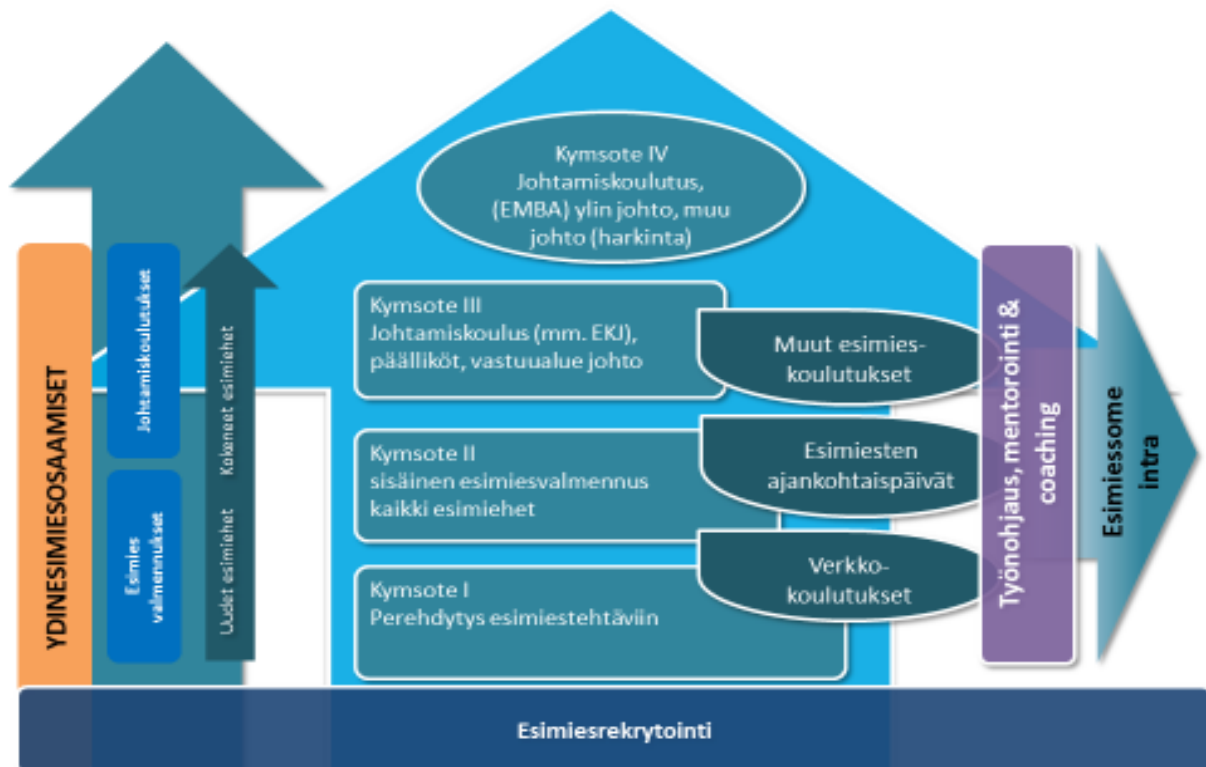 Kymsote IV
Johtamiskoulutus,
(EMBA) ylin johto, muu
johto (harkinta)
YDINESIMIESOSAAMISET
Johtamiskoulutukset
Esimies
valmennukset
Kokeneet esimiehet
Uudet esimiehet
Kymsote III
Johtamiskoulus (mm. EKJ),
päälliköt, vastuualue johto
Muut esimies-
koulutukset
Kymsote II
sisäinen esimiesvalmennus
kaikki esimiehet
Esimiesten
ajankohtaispäivät
Kymsote I
Perehdytys esimiestehtäviin
Verkko-
koulutukset
Työnohjaus, mentorointi &
coaching
Esimiessome
intra
Esimiesrekrytointi